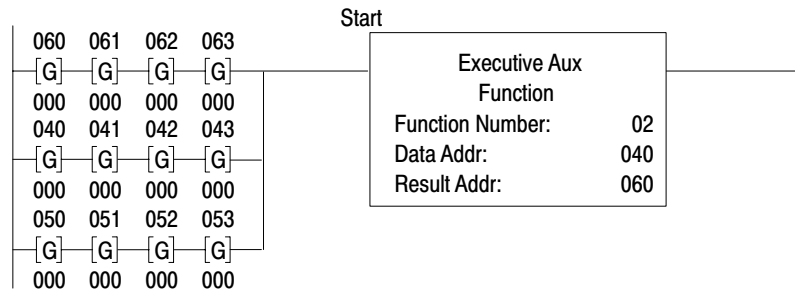 Start
060 061 062 063
[G] [G] [G] [G]
000 000 000 000
040 041 042 043
[G] [G] [G] [G]
000 000 000 000
050 051 052 053
[G] [G] [G] [G]
000 000 000 000
Executive Aux
Function
Function Number: 02
Data Addr: 040
Result Addr: 060